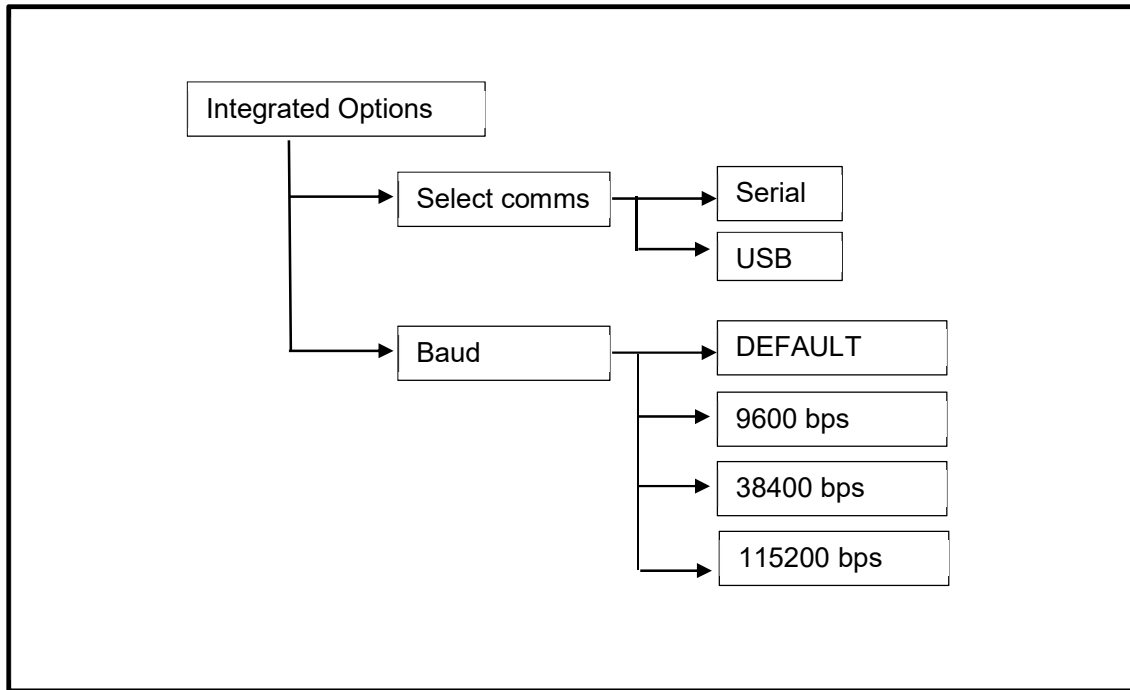 Integrated Options
Select comms
Serial
USB
Baud
DEFAULT
9600 bps
38400 bps
115200 bps